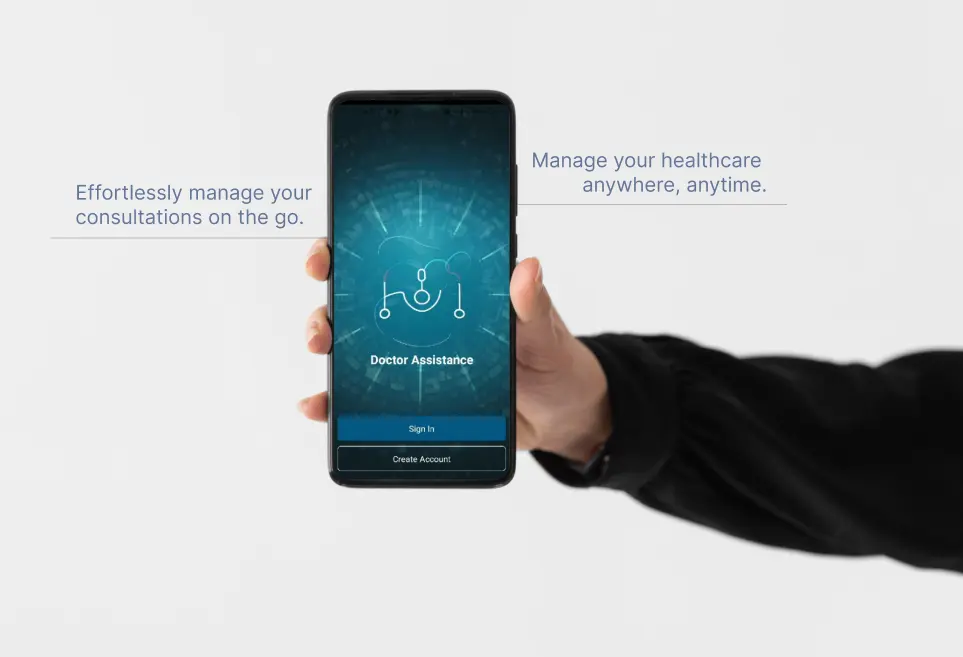 Effortlessly manage your
consultations on the go.
Manage your healthcare
anywhere, anytime.
Doctor Assistance
Sign In
Create Account